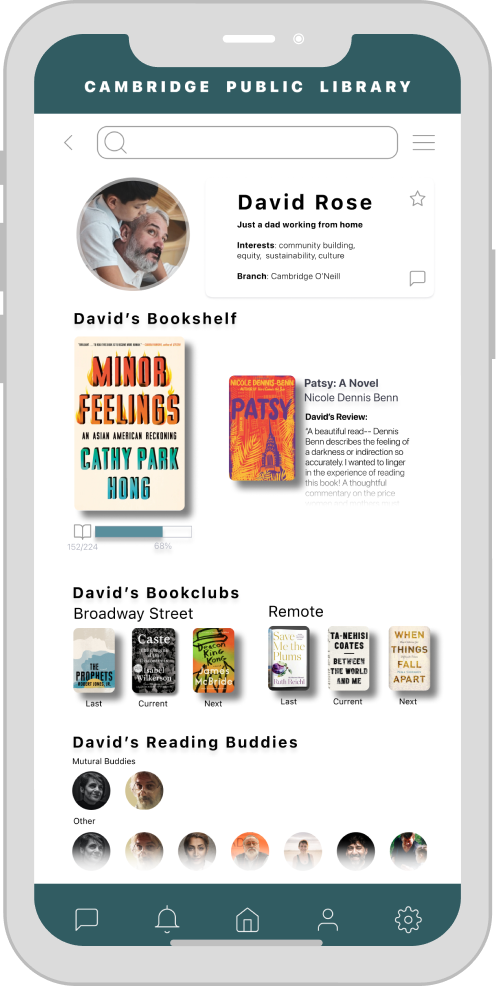 CAMBRIDGE PUBLIC LIBRARY
David Rose
Just a dad working from home
Interests: community building,
equity, sustainability, culture
Branch: Cambridge O'Neill
David's Bookshelf
MINOR
FEELINGS
AN ASIAN AMERICAN RECKONING
CATHY PARK
HONG
152/224
68%
NICOLE DENNIS-BENN
PATSY
Patsy: A Novel
Nicole Dennis Benn
David's Review:
"A beautiful read-- Dennis
Benn describes the feeling of
a darkness or indirection so
accurately. I wanted to linger
in the experience of reading
this book! A thoughtful
commentary on the price
David's Bookclubs
Broadway Street
THE
PROPHETS
ROBERT JONES, JR.
Last
Caste
Isabel
Wilkerson
Current
Deacon
King
Kong
James
McBride
Next
Remote
Save
Me the
Plums
Ruth Reichl
Last
TA-NEHISI
COATES
BETWEEN
THE WORLD
AND ME
Current
WHEN
THINGS
FALL
APART
Next
David's Reading Buddies
Mutural Buddies
Other